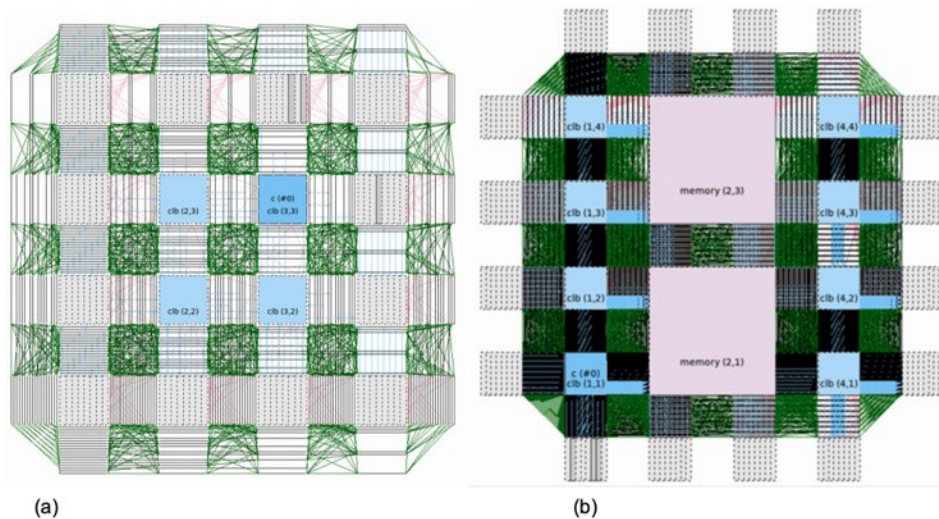 clb (1,4)
clb (4,4)
c (#0)
clb (2,3)
clb (3,3)
memory (2,3)
clb (1,3)
clb (4,3)
clb (2,2)
clb (3,2)
clb (1,2)
clb (4,2)
memory (2,1)
c (#0)
clb (1,1)
clb (4,1)
(a)
(b)